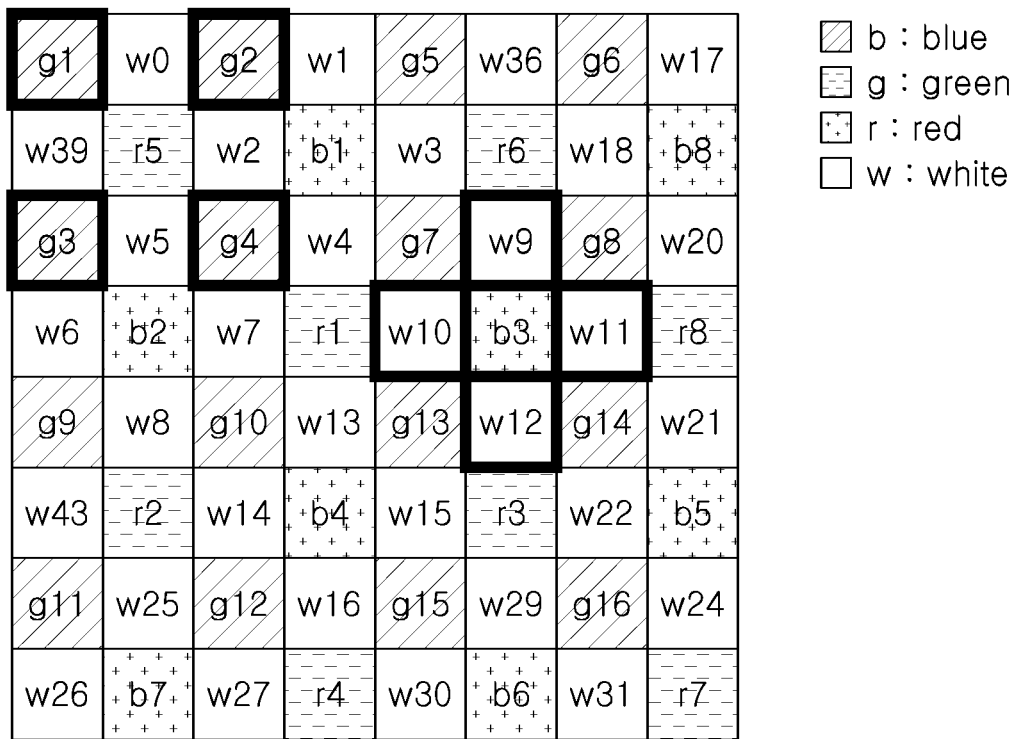 g1 w0 g2 w1 g5 w36 g6 w17
w39 r5 w2 b1 w3 r6 w18 b8
g3 w5 g4 w4 g7 w9 g8 w20
w6 b2 w7 r1 w10 b3 w11 r8
g9 w8 g10 w13 g13 w12 g14 w21
w43 r2 w14 b4 w15 r3 w22 b5
g11 w25 g12 w16 g15 w29 g16 w24
w26 b7 w27 r4 w30 b6 w31 r7
b : blue
g : green
r : red
w : white